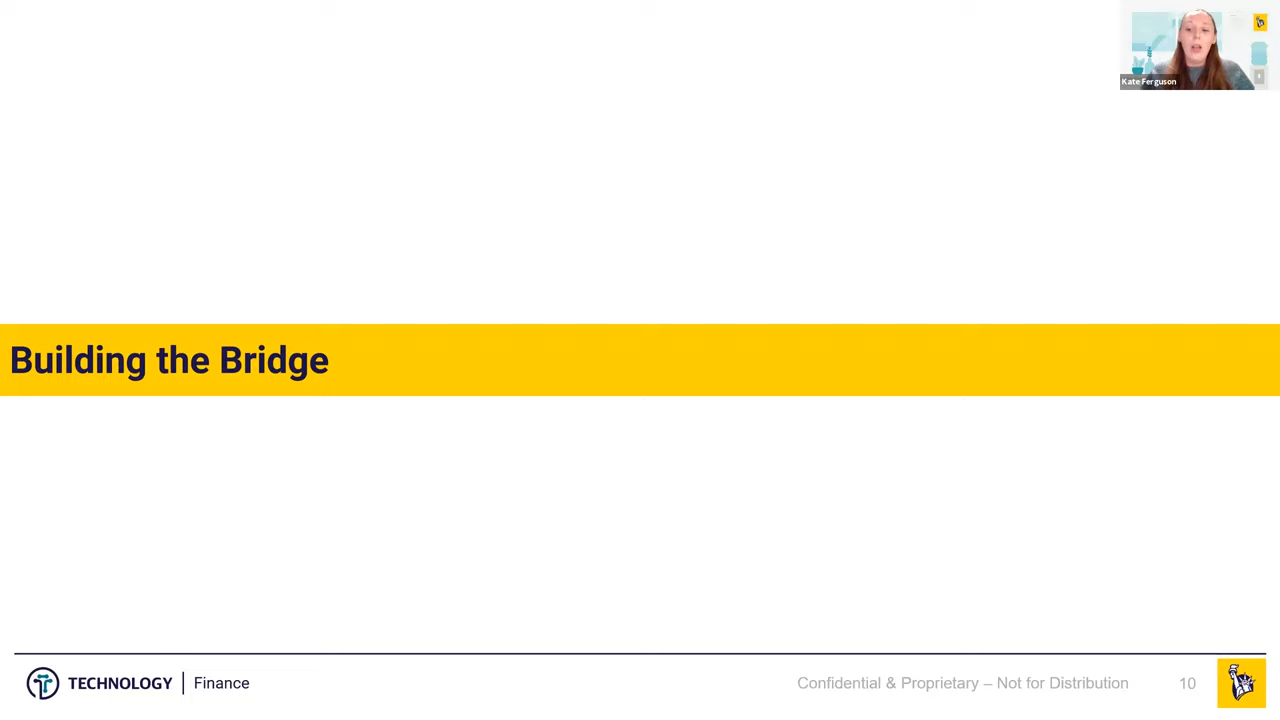 Kate Ferguson
Building the Bridge
TECHNOLOGY | Finance
Confidential & Proprietary – Not for Distribution
10